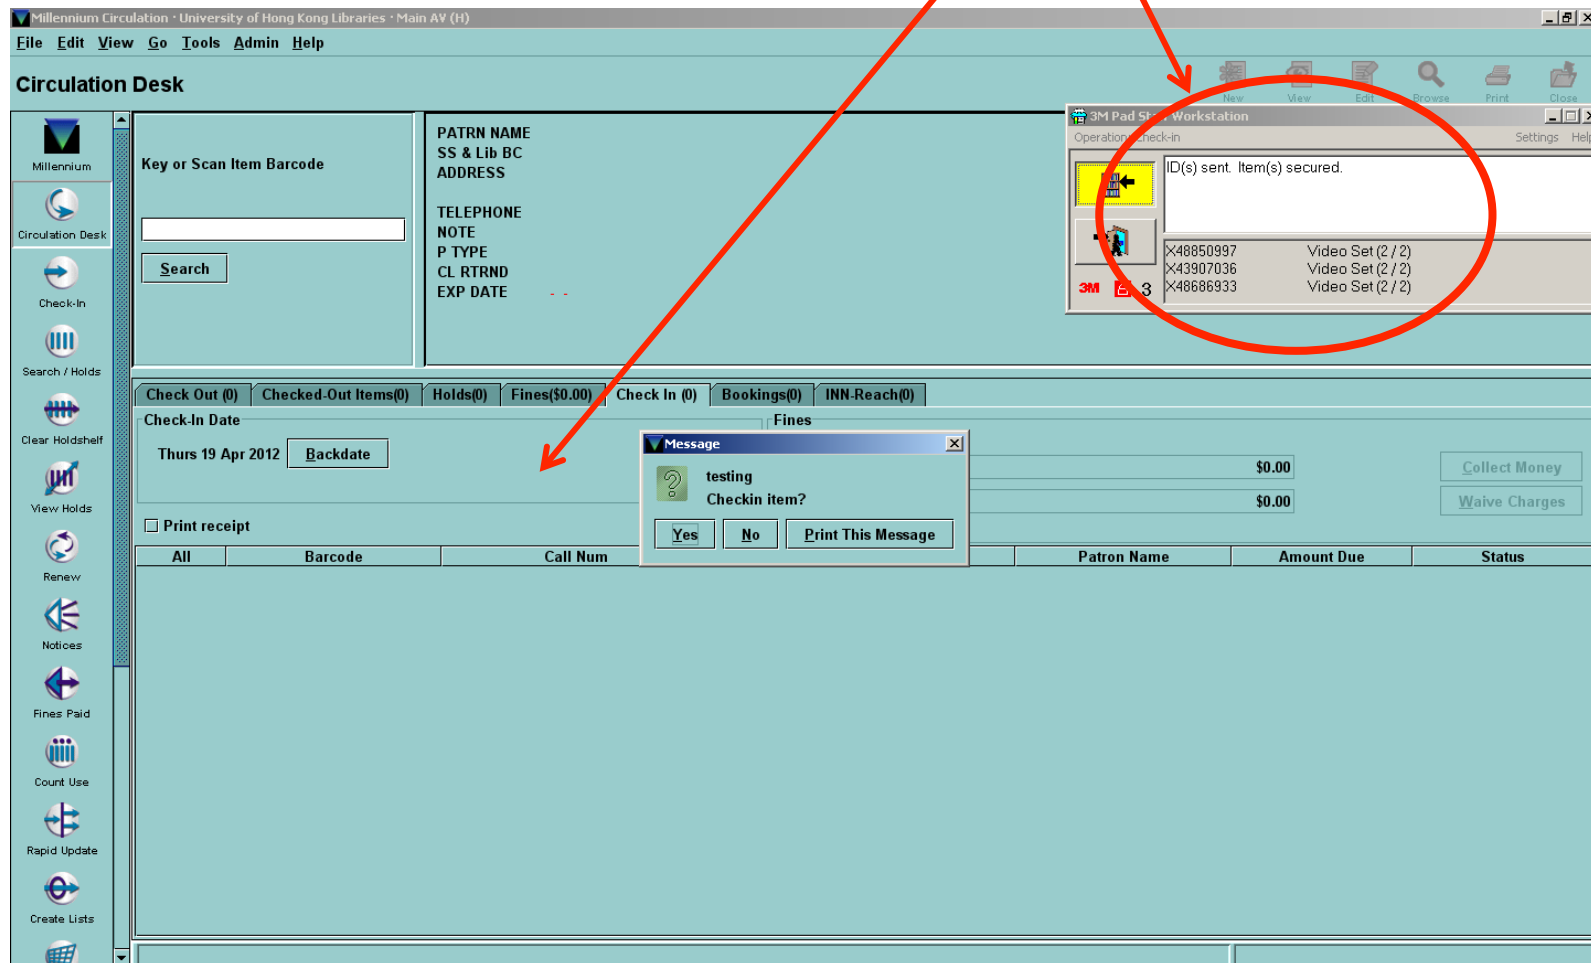 Millennium Circulation · University of Hong Kong Libraries · Main AV (H)
File Edit View Go Tools Admin Help
Circulation Desk
New View Edit Browse Print Close
Millennium
Circulation Desk
Check-In
Search / Holds
Clear Holdshelf
View Holds
Renew
Notices
Fines Paid
Count Use
Rapid Update
Create Lists
Key or Scan Item Barcode
Search
PATRN NAME
SS & Lib BC
ADDRESS
TELEPHONE
NOTE
P TYPE
CL RTRND
EXP DATE - -
3M Pad Staff Workstation
Operation: Check-in Settings Help
ID(s) sent. Item(s) secured.
X48850997 Video Set (2 / 2)
X43907036 Video Set (2 / 2)
X48686933 Video Set (2 / 2)
3M 3
Check Out (0) Checked-Out Items(0) Holds(0) Fines($0.00) Check In (0) Bookings(0) INN-Reach(0)
Check-In Date
Thurs 19 Apr 2012 Backdate
Print receipt
Fines
$0.00 Collect Money
$0.00 Waive Charges
Message
testing
Checkin item?
Yes No Print This Message
All Barcode Call Num Patron Name Amount Due Status